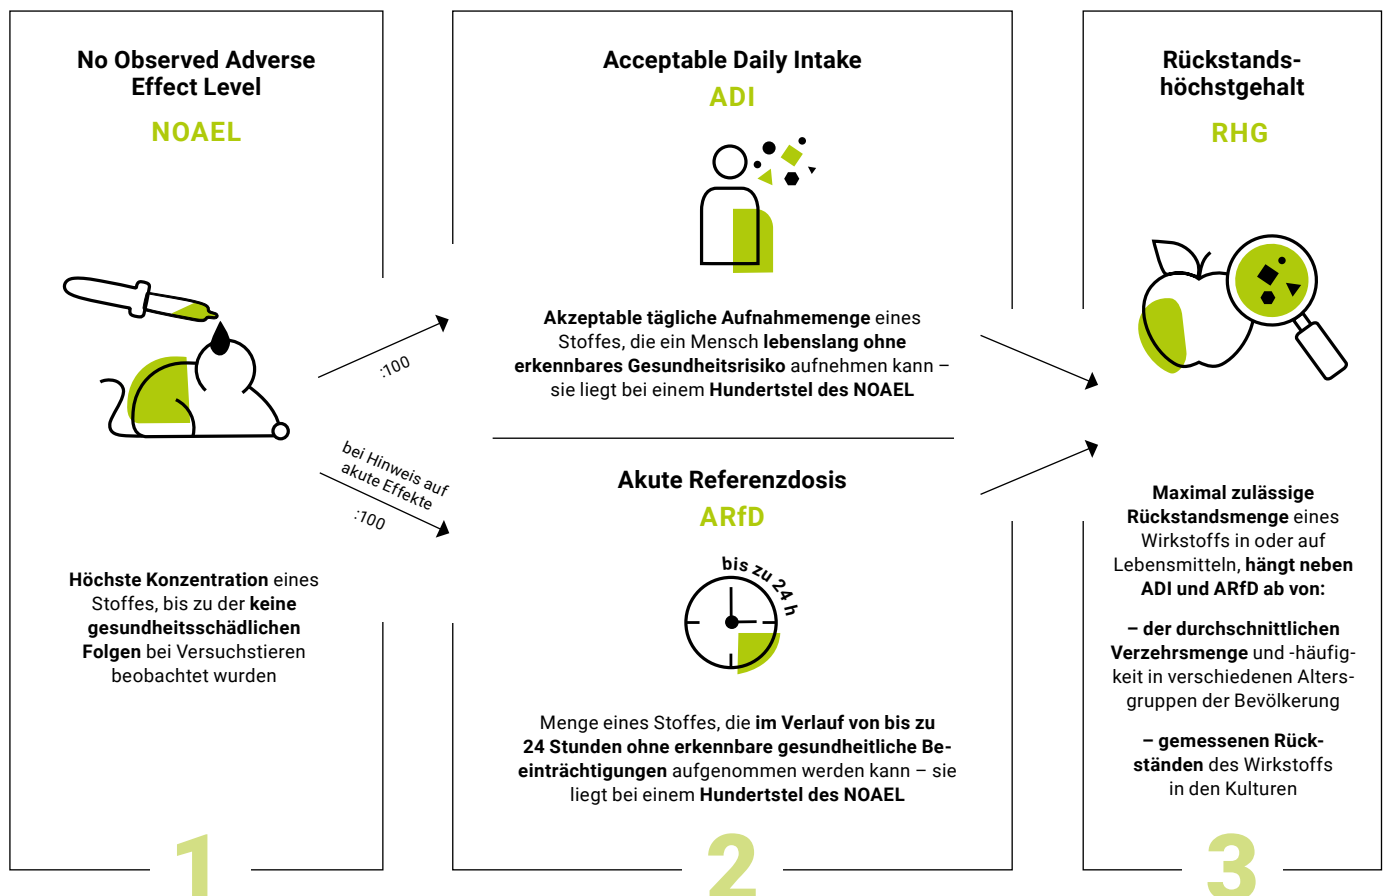 No Observed Adverse
Effect Level
NOAEL
Höchste Konzentration eines
Stoffes, bis zu der keine
gesundheitsschädlichen
Folgen bei Versuchstieren
beobachtet wurden
1
:100
bei Hinweis auf
akute Effekte
:100
Acceptable Daily Intake
ADI
Akzeptable tägliche Aufnahmemenge eines
Stoffes, die ein Mensch lebenslang ohne
erkennbares Gesundheitsrisiko aufnehmen kann –
sie liegt bei einem Hundertstel des NOAEL
Akute Referenzdosis
ARfD
bis zu 24 h
Menge eines Stoffes, die im Verlauf von bis zu
24 Stunden ohne erkennbare gesundheitliche Be-
einträchtigungen aufgenommen werden kann – sie
liegt bei einem Hundertstel des NOAEL
2
Rückstands-
höchstgehalt
RHG
Maximal zulässige
Rückstandsmenge eines
Wirkstoffs in oder auf
Lebensmitteln, hängt neben
ADI und ARfD ab von:
– der durchschnittlichen
Verzehrsmenge und -häufig-
keit in verschiedenen Alters-
gruppen der Bevölkerung
– gemessenen Rück-
ständen des Wirkstoffs
in den Kulturen
3